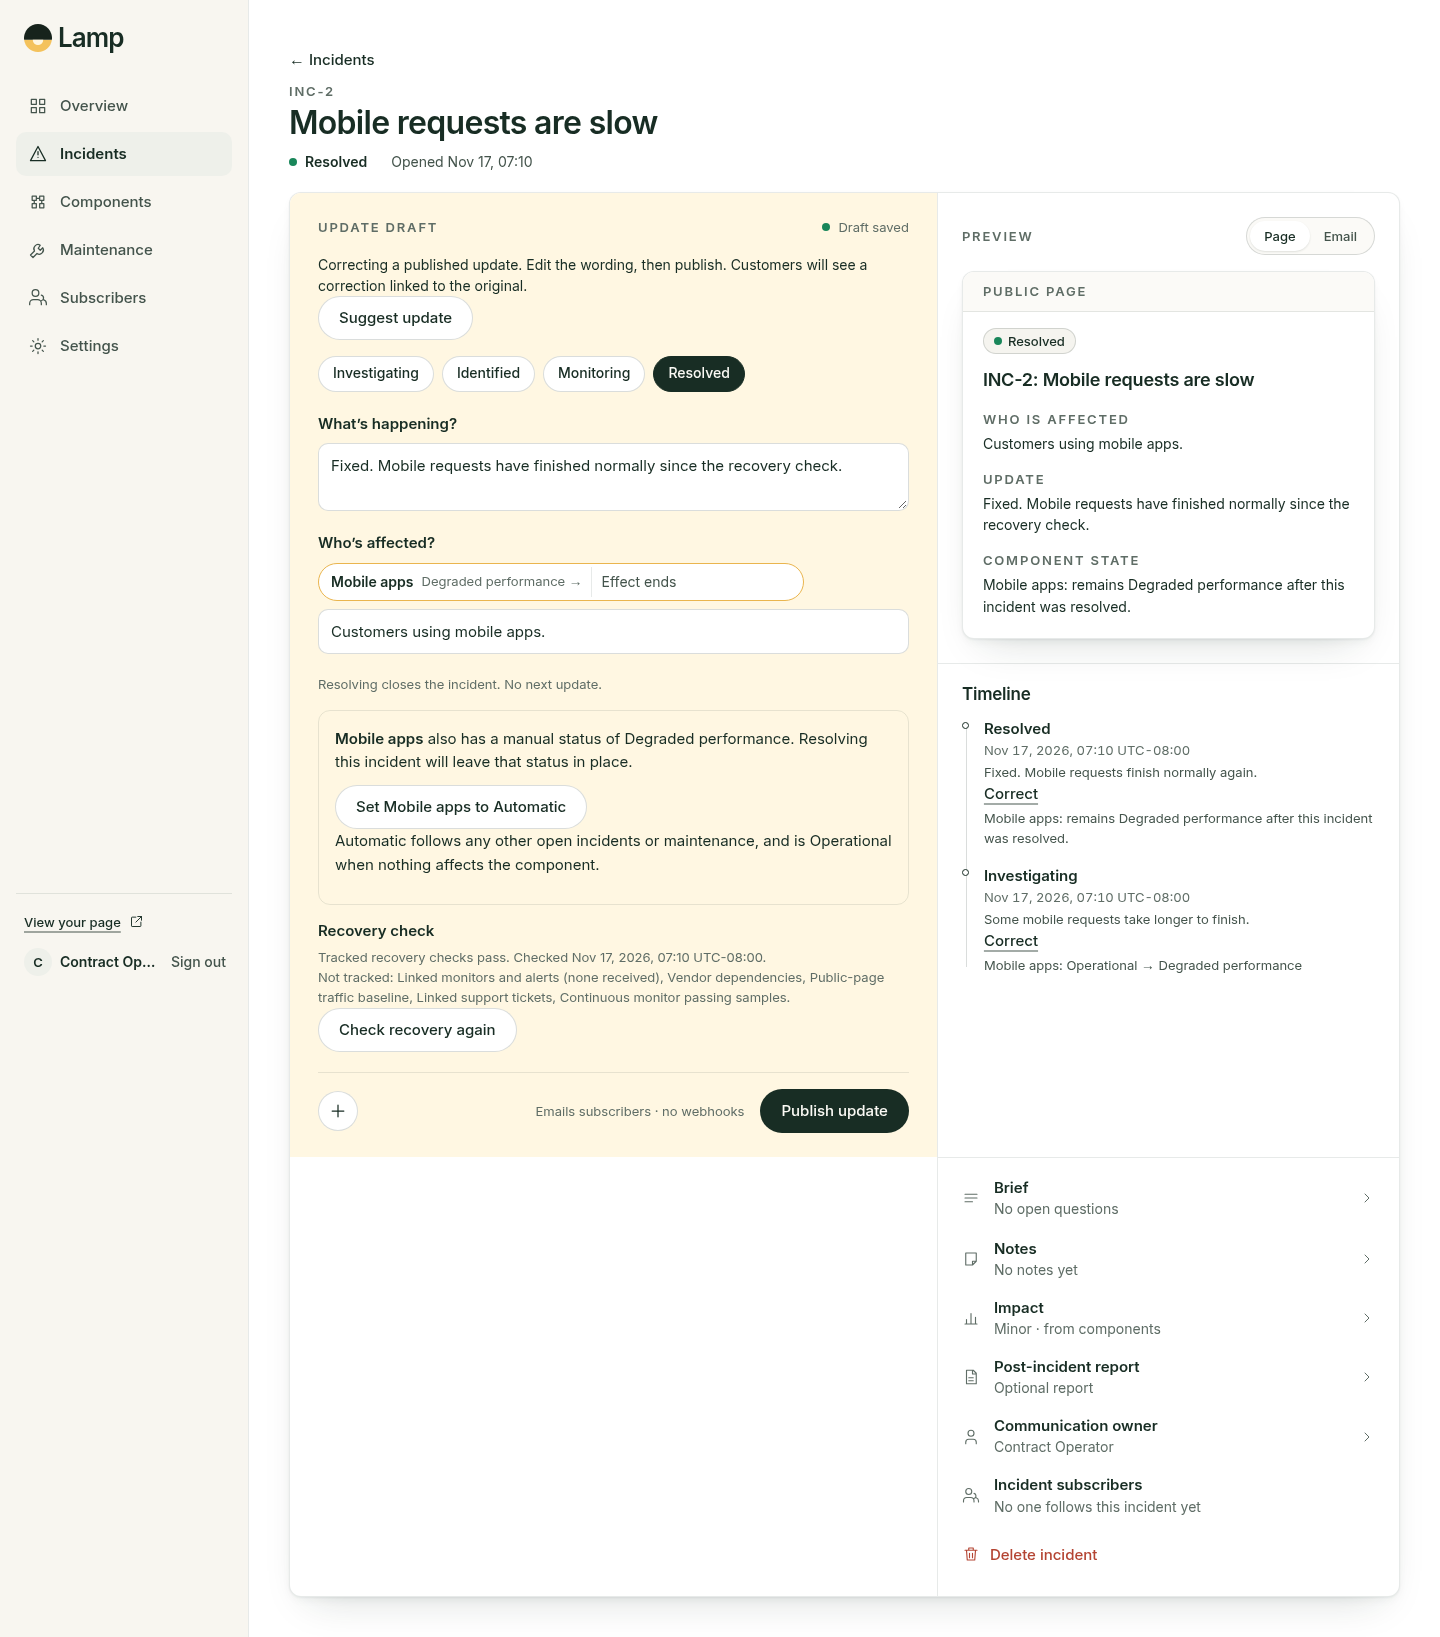 Lamp
Overview
Incidents
Components
Maintenance
Subscribers
Settings
View your page
C Contract Op... Sign out
← Incidents
INC-2
Mobile requests are slow
Resolved Opened Nov 17, 07:10
UPDATE DRAFT
Draft saved
Correcting a published update. Edit the wording, then publish. Customers will see a
correction linked to the original.
Suggest update
Investigating Identified Monitoring Resolved
What's happening?
Fixed. Mobile requests have finished normally since the recovery check.
Who's affected?
Mobile apps Degraded performance → Effect ends
Customers using mobile apps.
Resolving closes the incident. No next update.
Mobile apps also has a manual status of Degraded performance. Resolving
this incident will leave that status in place.
Set Mobile apps to Automatic
Automatic follows any other open incidents or maintenance, and is Operational
when nothing affects the component.
Recovery check
Tracked recovery checks pass. Checked Nov 17, 2026, 07:10 UTC-08:00.
Not tracked: Linked monitors and alerts (none received), Vendor dependencies, Public-page
traffic baseline, Linked support tickets, Continuous monitor passing samples.
Check recovery again
Emails subscribers · no webhooks Publish update
PREVIEW
Page Email
PUBLIC PAGE
Resolved
INC-2: Mobile requests are slow
WHO IS AFFECTED
Customers using mobile apps.
UPDATE
Fixed. Mobile requests have finished normally since the
recovery check.
COMPONENT STATE
Mobile apps: remains Degraded performance after this
incident was resolved.
Timeline
Resolved
Nov 17, 2026, 07:10 UTC-08:00
Fixed. Mobile requests finish normally again.
Correct
Mobile apps: remains Degraded performance after this incident
was resolved.
Investigating
Nov 17, 2026, 07:10 UTC-08:00
Some mobile requests take longer to finish.
Correct
Mobile apps: Operational → Degraded performance
Brief
No open questions
Notes
No notes yet
Impact
Minor · from components
Post-incident report
Optional report
Communication owner
Contract Operator
Incident subscribers
No one follows this incident yet
Delete incident